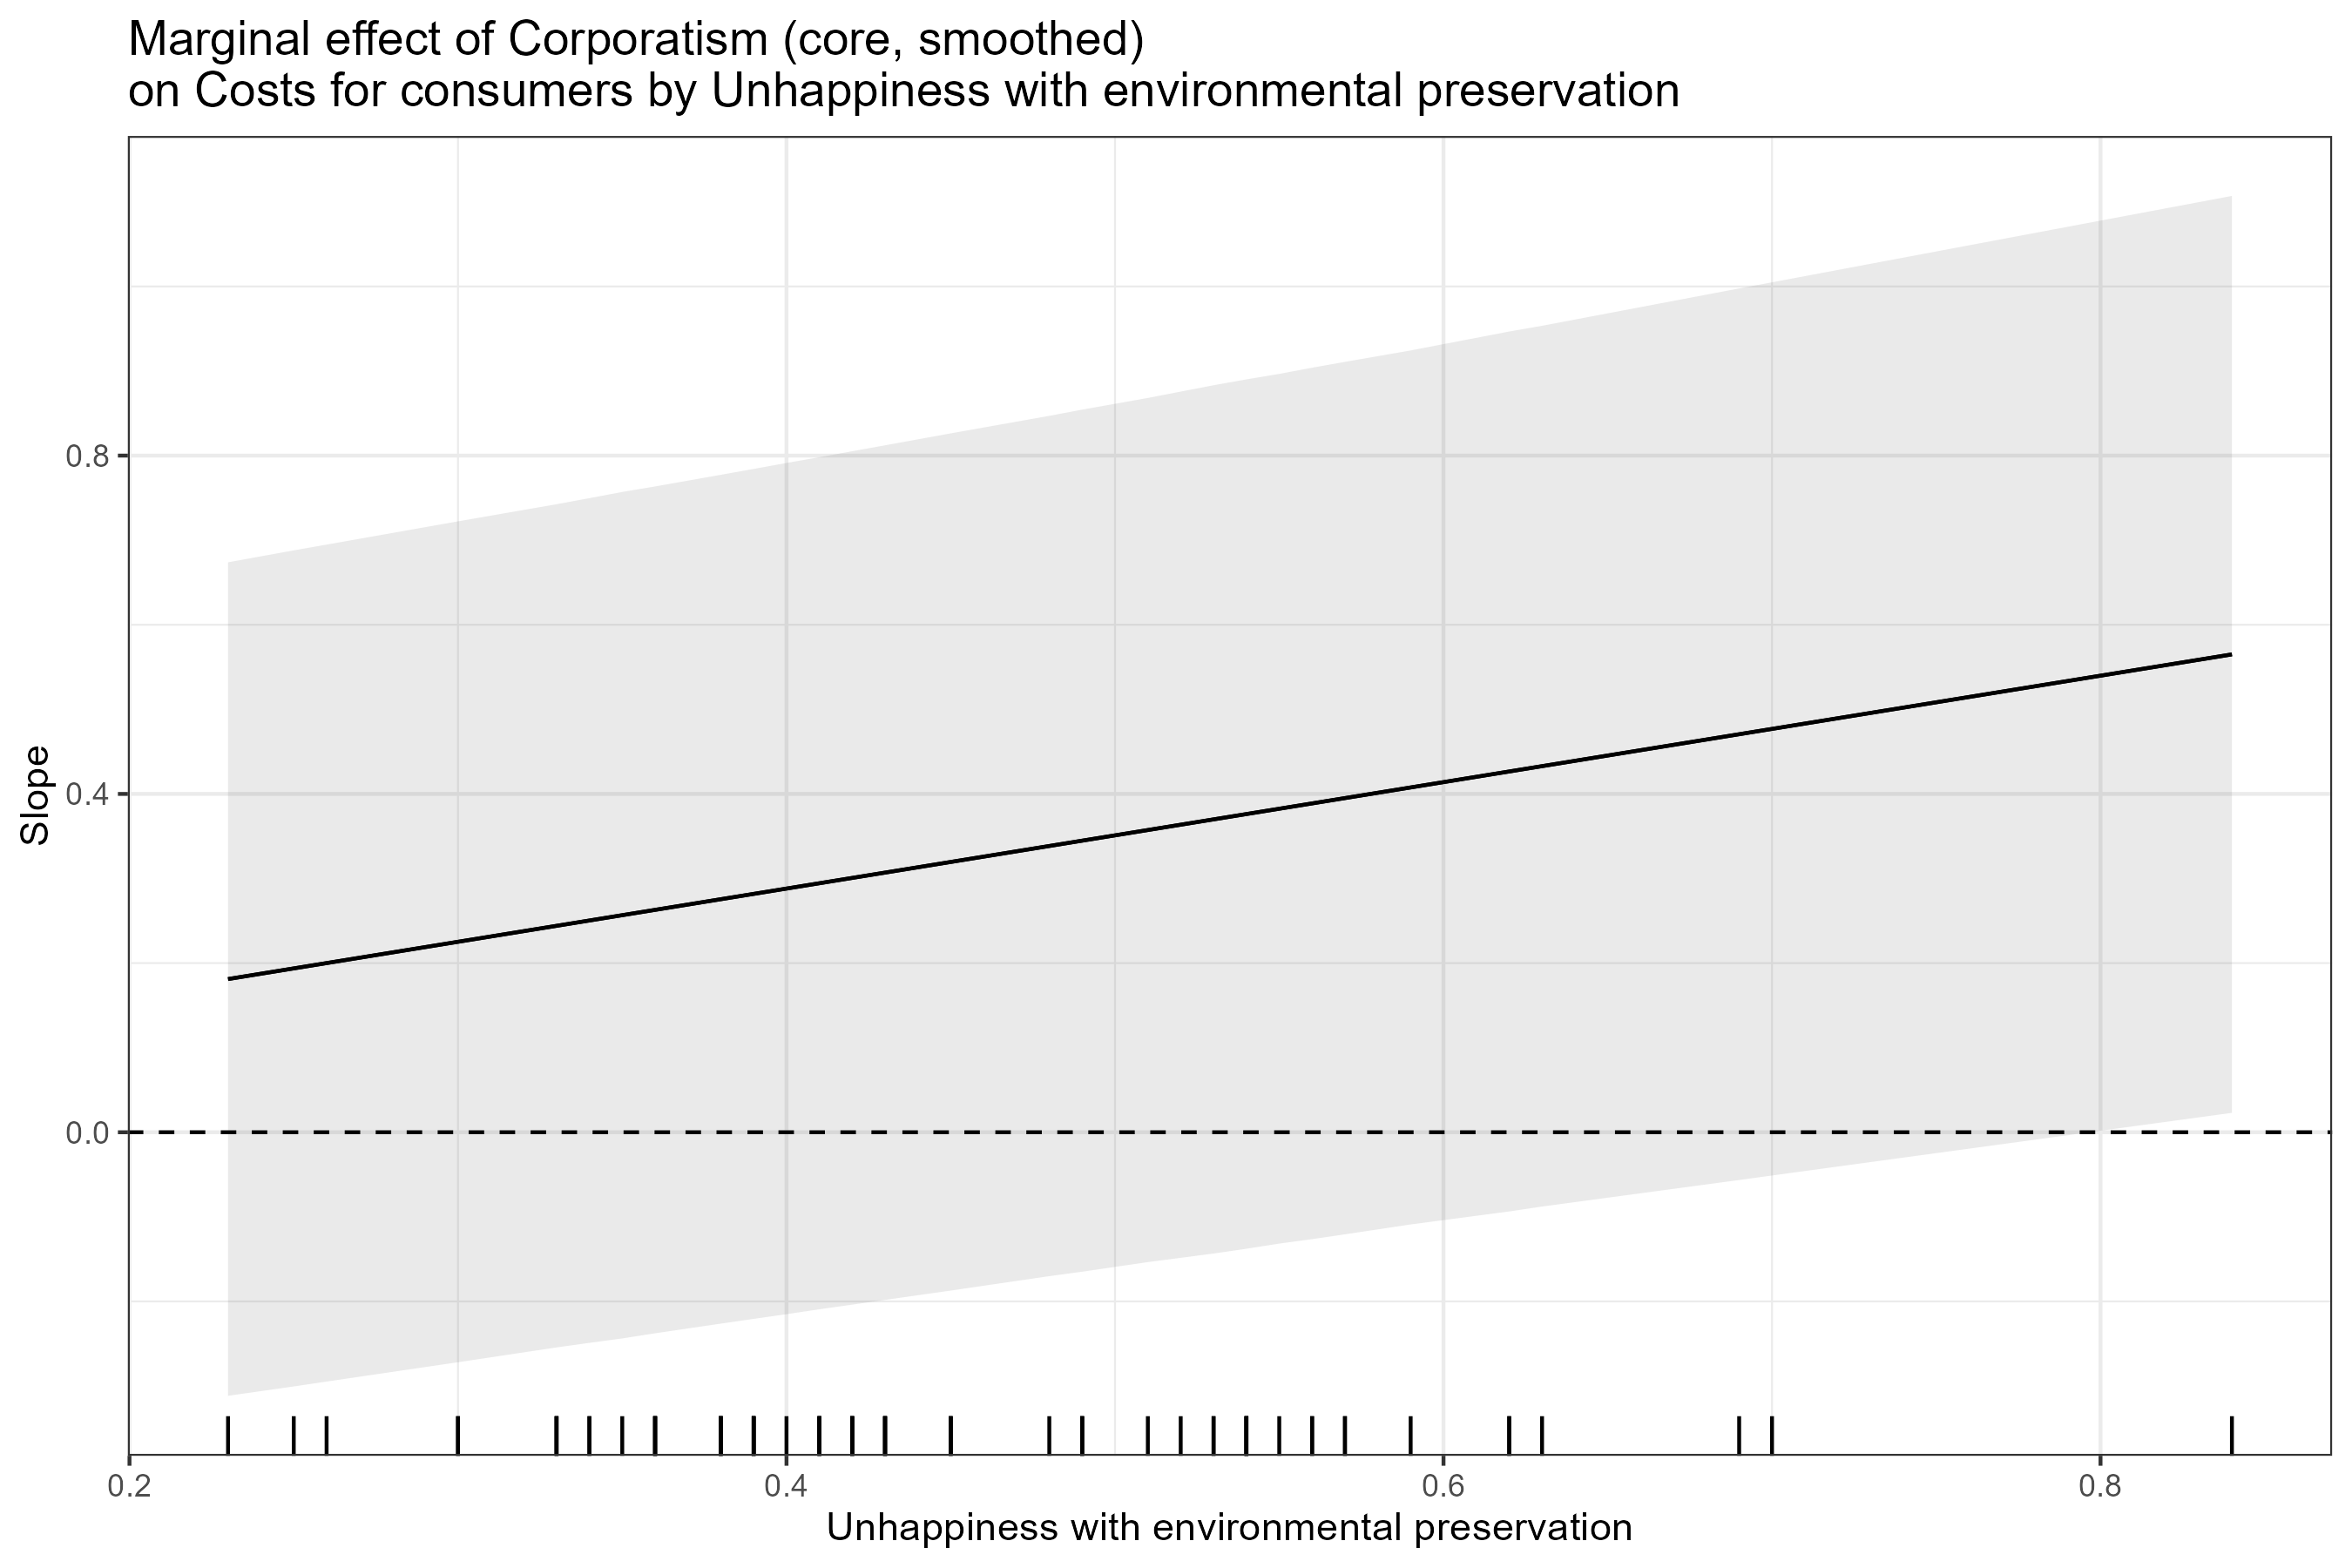 Marginal effect of Corporatism (core, smoothed)
on Costs for consumers by Unhappiness with environmental preservation
Slope
0.8
0.4
0.0
0.2
0.4
0.6
0.8
Unhappiness with environmental preservation